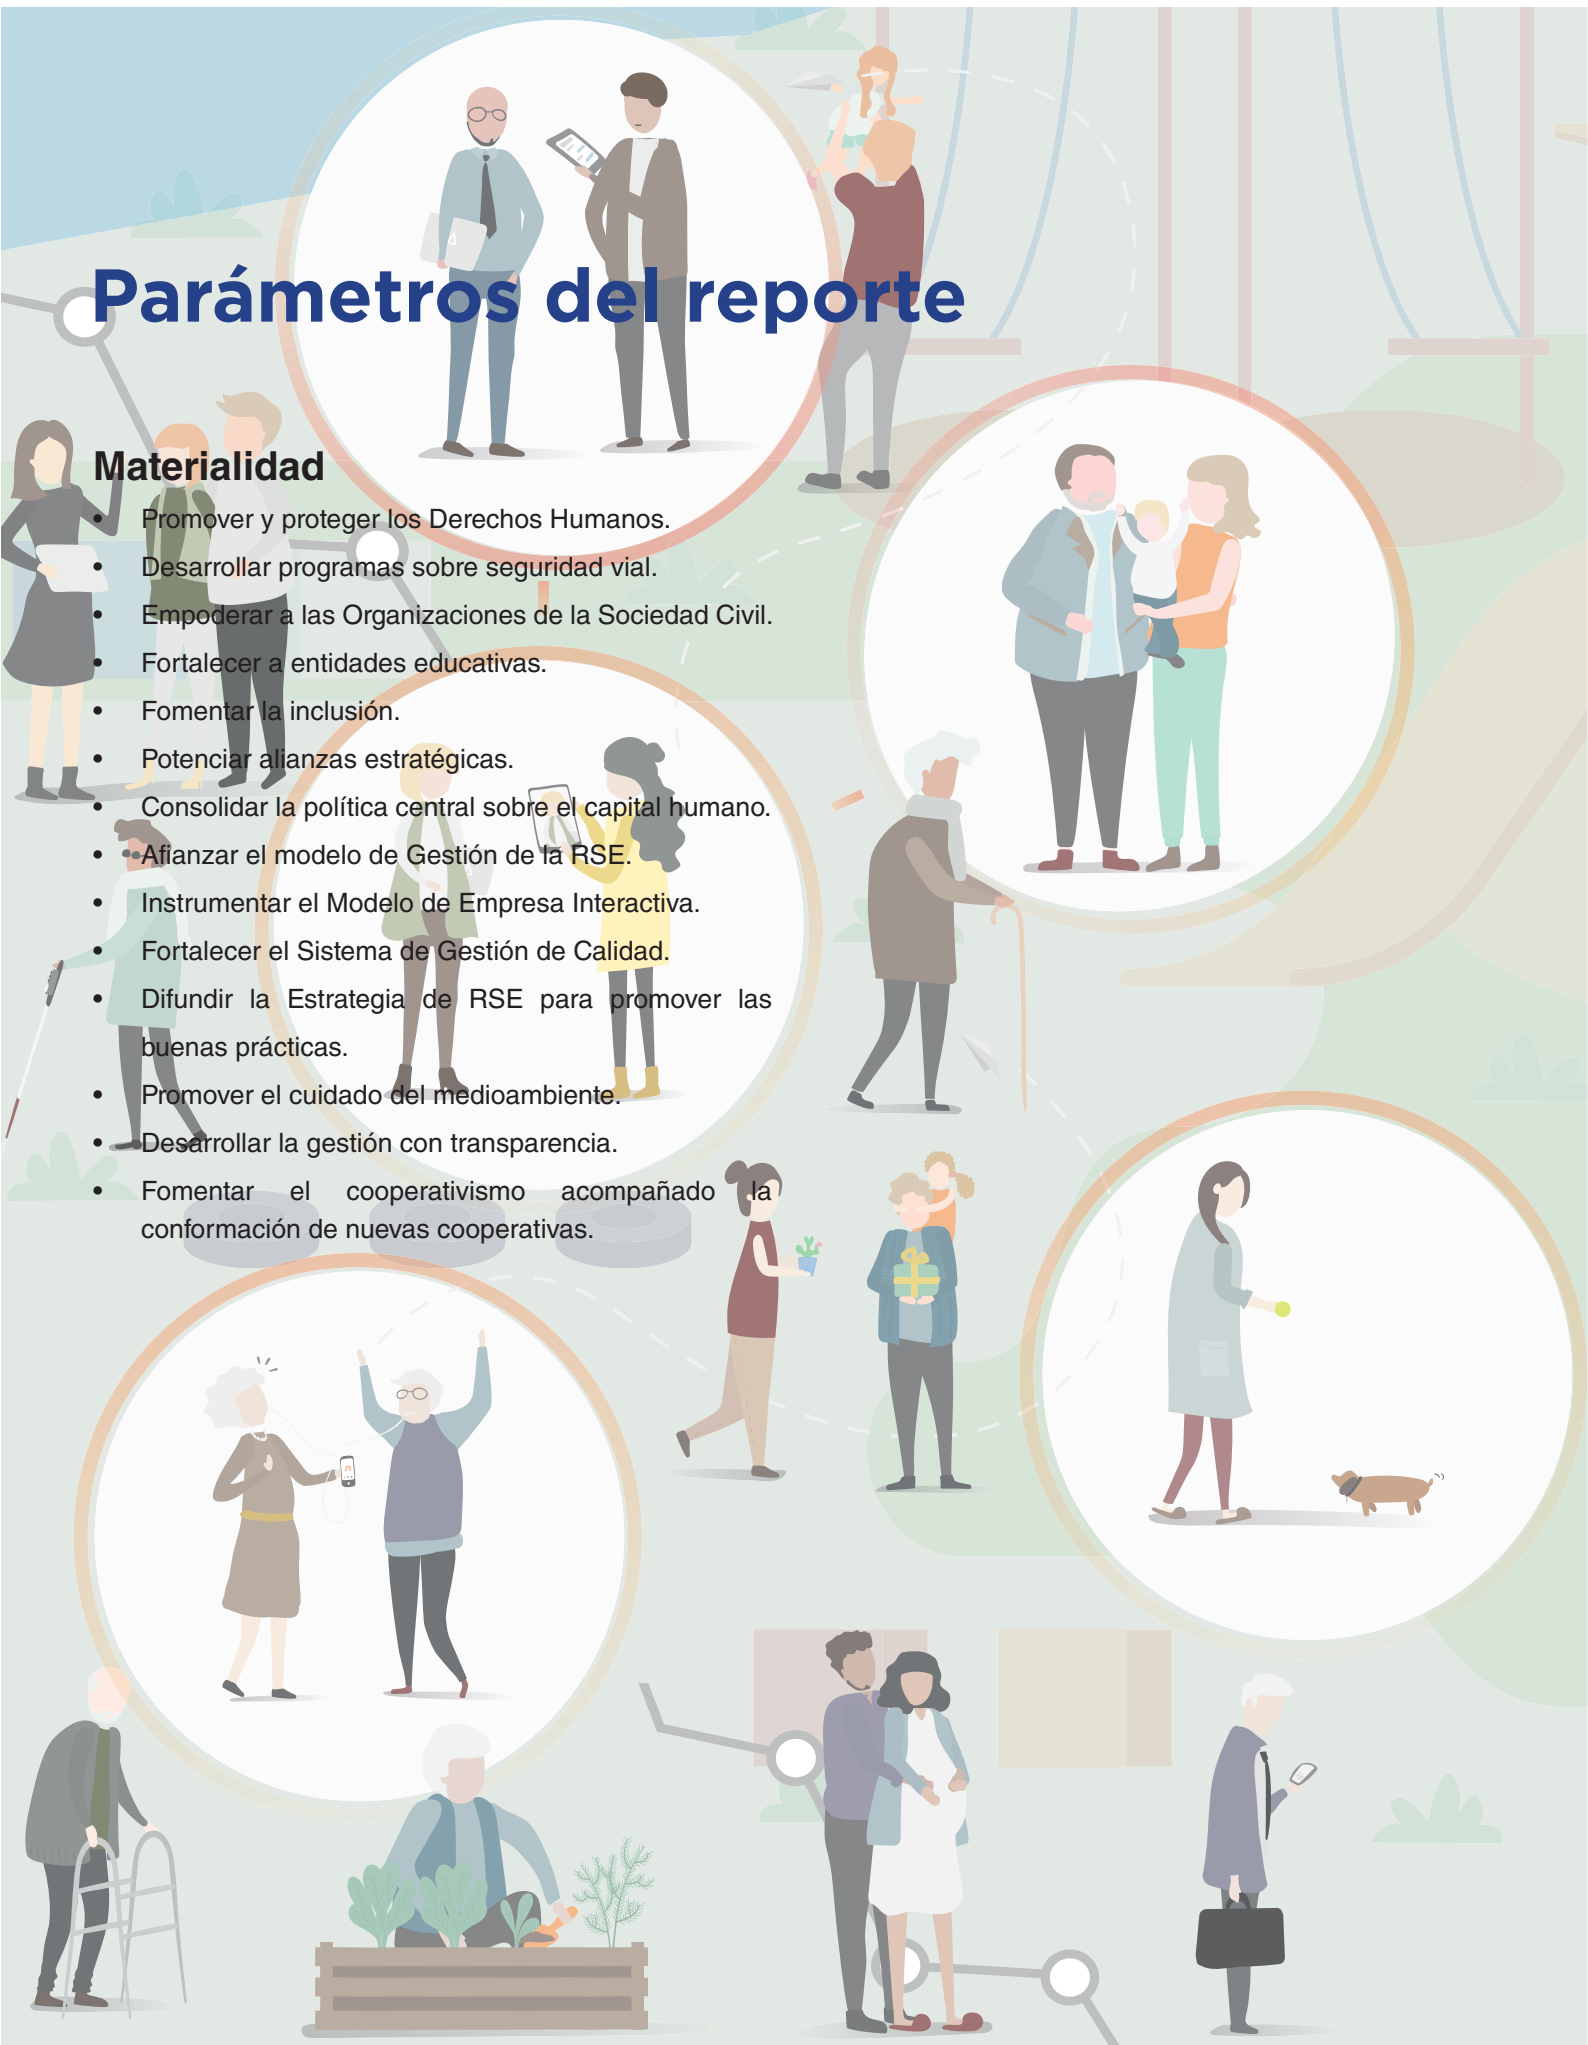 Parámetros del reporte
Materialidad
• Promover y proteger los Derechos Humanos.
• Desarrollar programas sobre seguridad vial.
• Empoderar a las Organizaciones de la Sociedad Civil.
• Fortalecer a entidades educativas.
• Fomentar la inclusión.
• Potenciar alianzas estratégicas.
• Consolidar la política central sobre el capital humano.
• Afianzar el modelo de Gestión de la RSE.
• Instrumentar el Modelo de Empresa Interactiva.
• Fortalecer el Sistema de Gestión de Calidad.
• Difundir la Estrategia de RSE para promover las
buenas prácticas.
• Promover el cuidado del medioambiente.
• Desarrollar la gestión con transparencia.
• Fomentar el cooperativismo acompañado la
conformación de nuevas cooperativas.